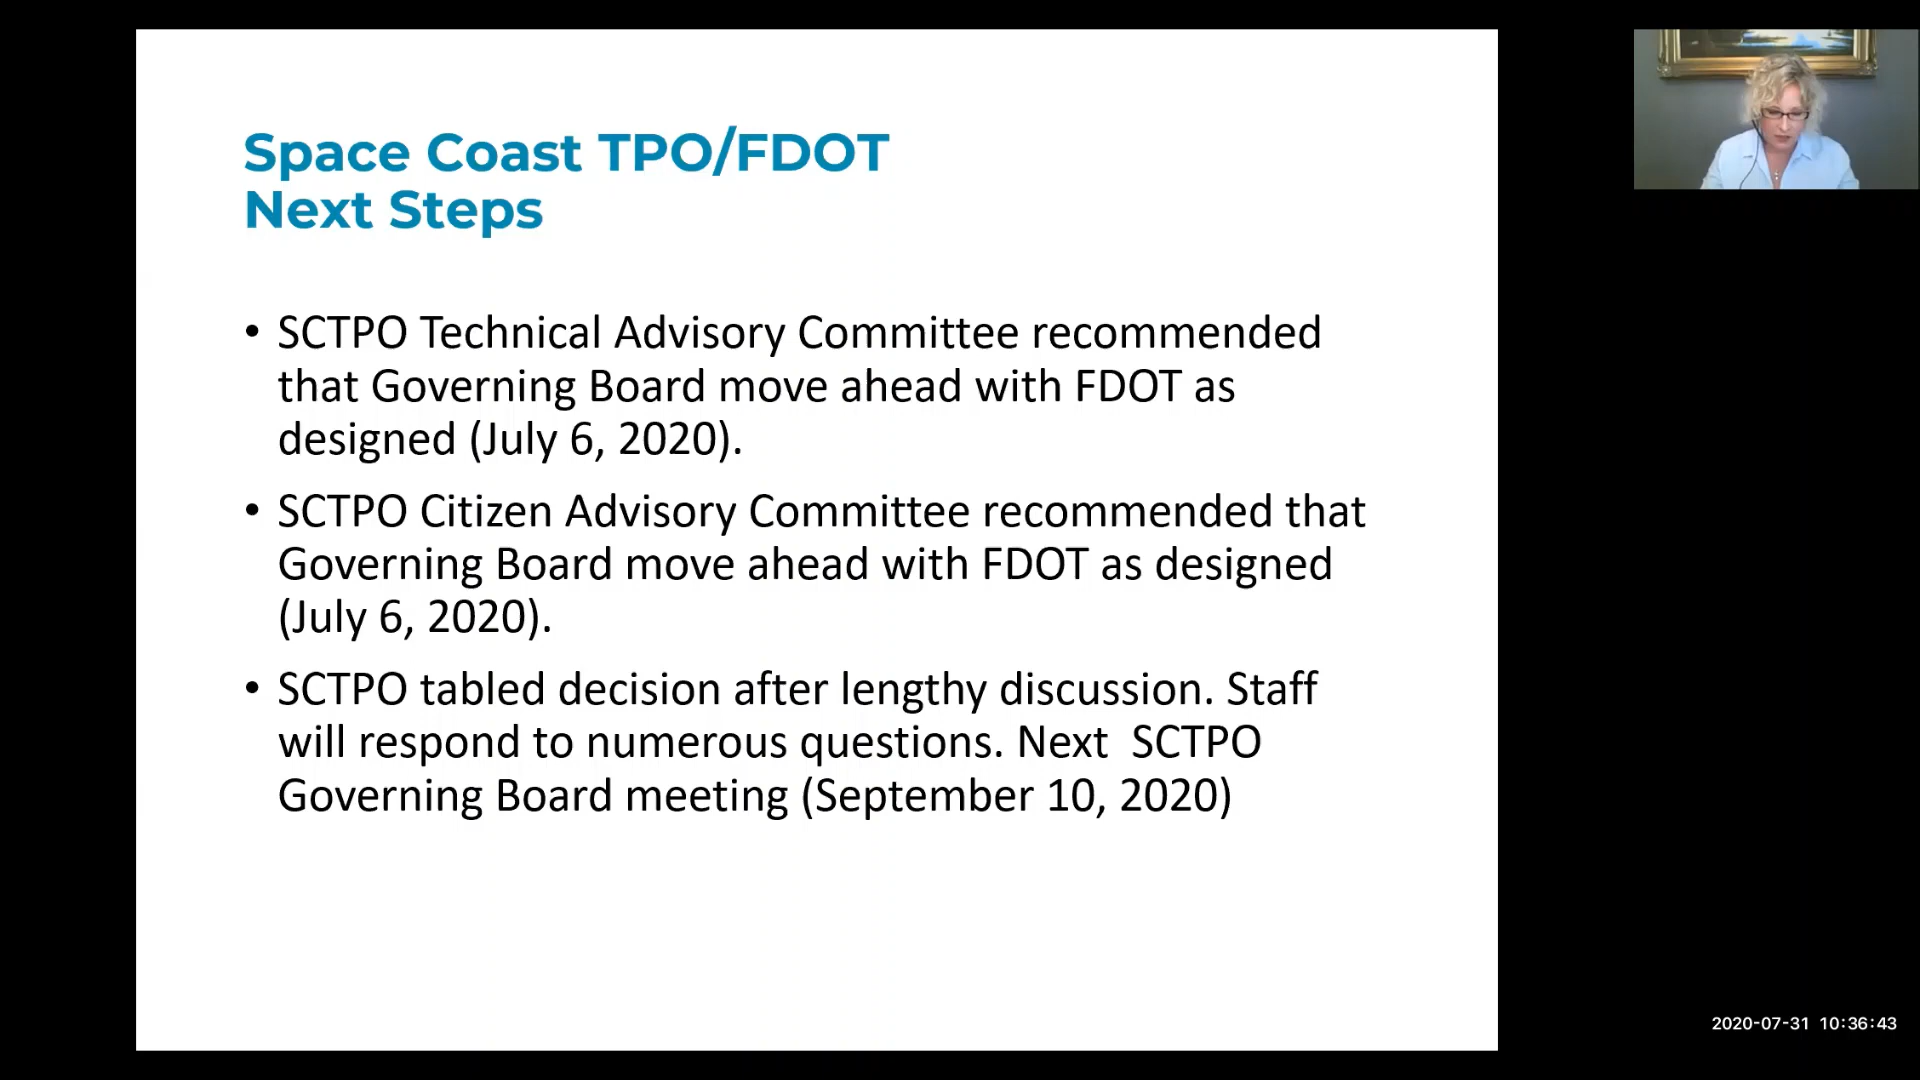 Space Coast TPO/FDOT
Next Steps
• SCTPO Technical Advisory Committee recommended
that Governing Board move ahead with FDOT as
designed (July 6, 2020).
• SCTPO Citizen Advisory Committee recommended that
Governing Board move ahead with FDOT as designed
(July 6, 2020).
• SCTPO tabled decision after lengthy discussion. Staff
will respond to numerous questions. Next  SCTPO
Governing Board meeting (September 10, 2020)
2020-07-31 10:36:43